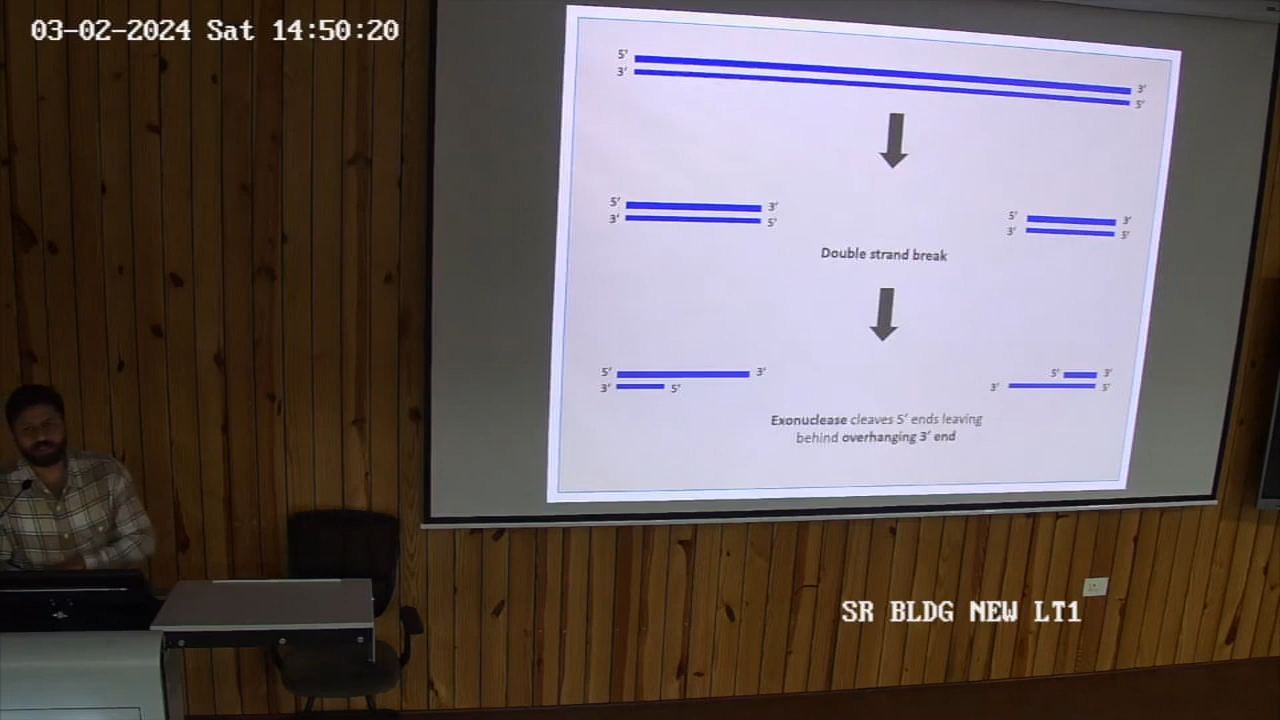 03-02-2024 Sat 14:50:20
5' 3'
3' 5'
5' 3' 5' 3'
3' 5' 3' 5'
Double strand break
5' 3' 5' 3'
3' 5' 3' 5'
Exonuclease cleaves 5' ends leaving
behind overhanging 3' end
SR BLDG NEW LT1